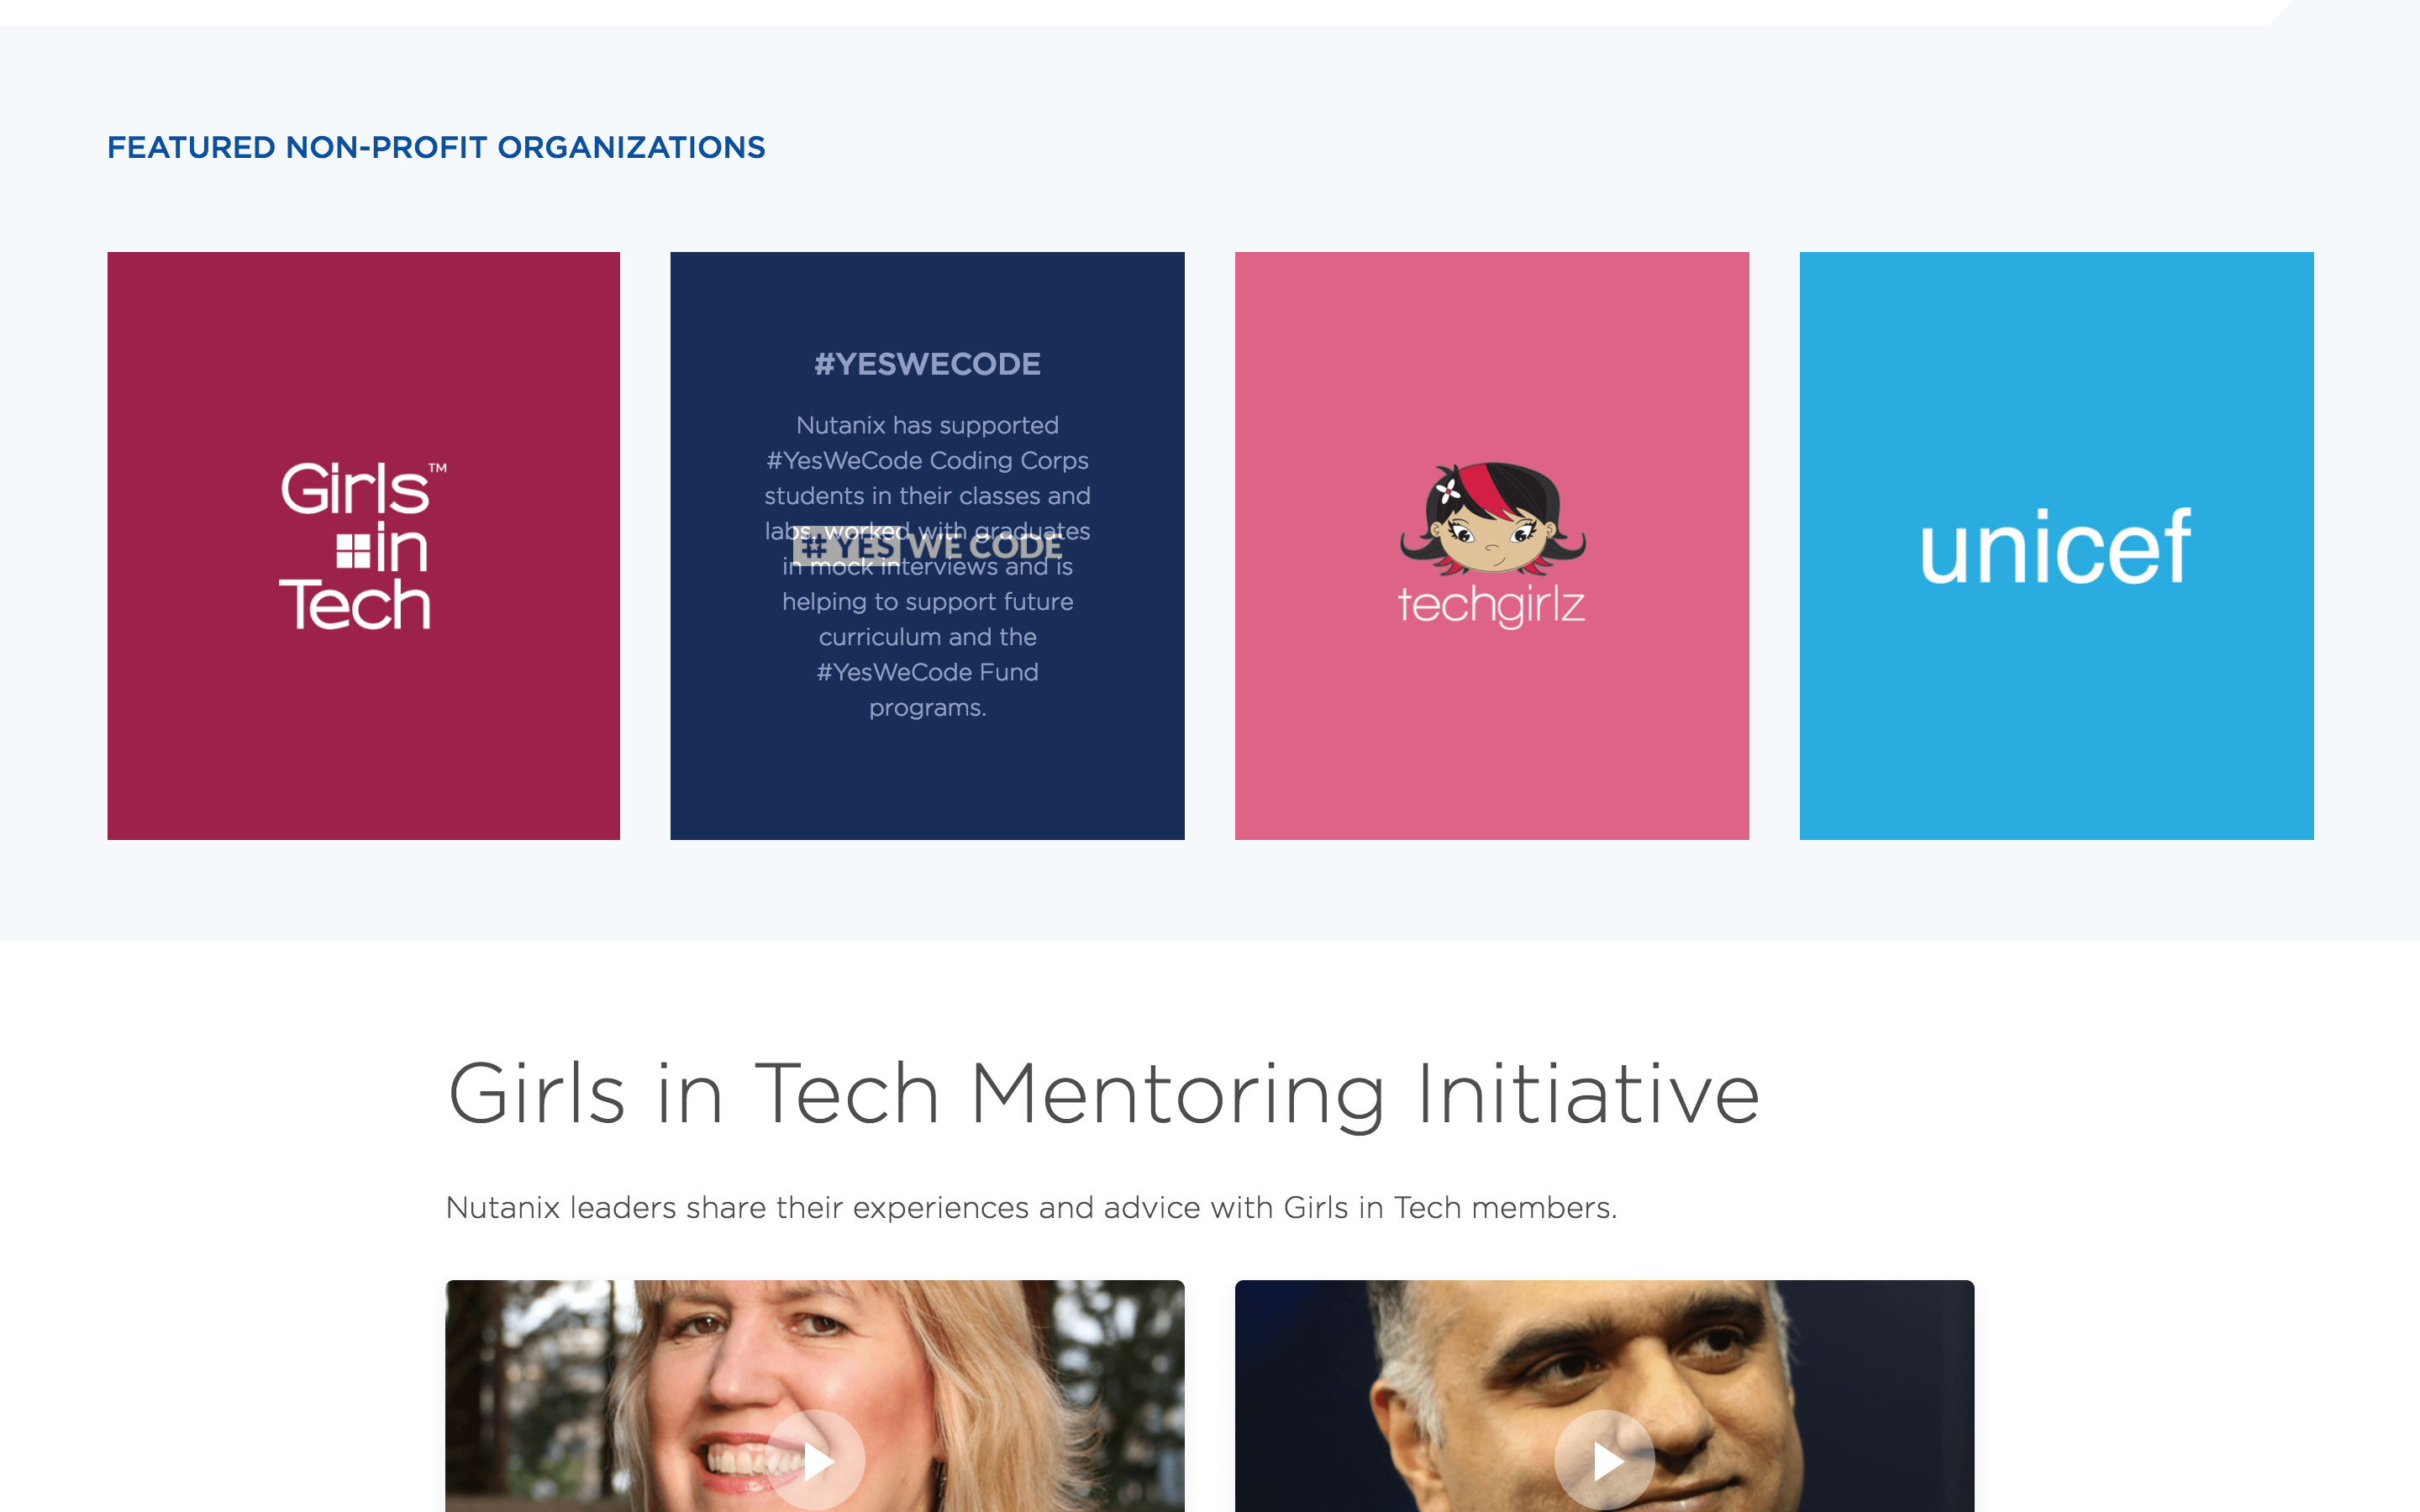 FEATURED NON-PROFIT ORGANIZATIONS
Girls™
in
Tech
#YESWECODE
Nutanix has supported
#YesWeCode Coding Corps
students in their classes and
labs, worked with graduates
in mock interviews and is
helping to support future
curriculum and the
#YesWeCode Fund
programs.
# YES WE CODE
techgirlz
unicef
Girls in Tech Mentoring Initiative
Nutanix leaders share their experiences and advice with Girls in Tech members.